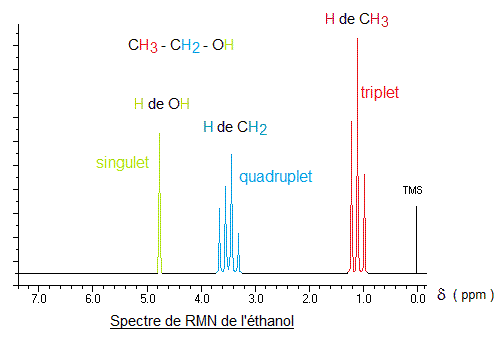 H de CH3
CH3 - CH2 - OH
triplet
H de OH
H de CH2
singulet
quadruplet
TMS
7.0 6.0 5.0 4.0 3.0 2.0 1.0 0.0 δ ( ppm )
Spectre de RMN de l'éthanol